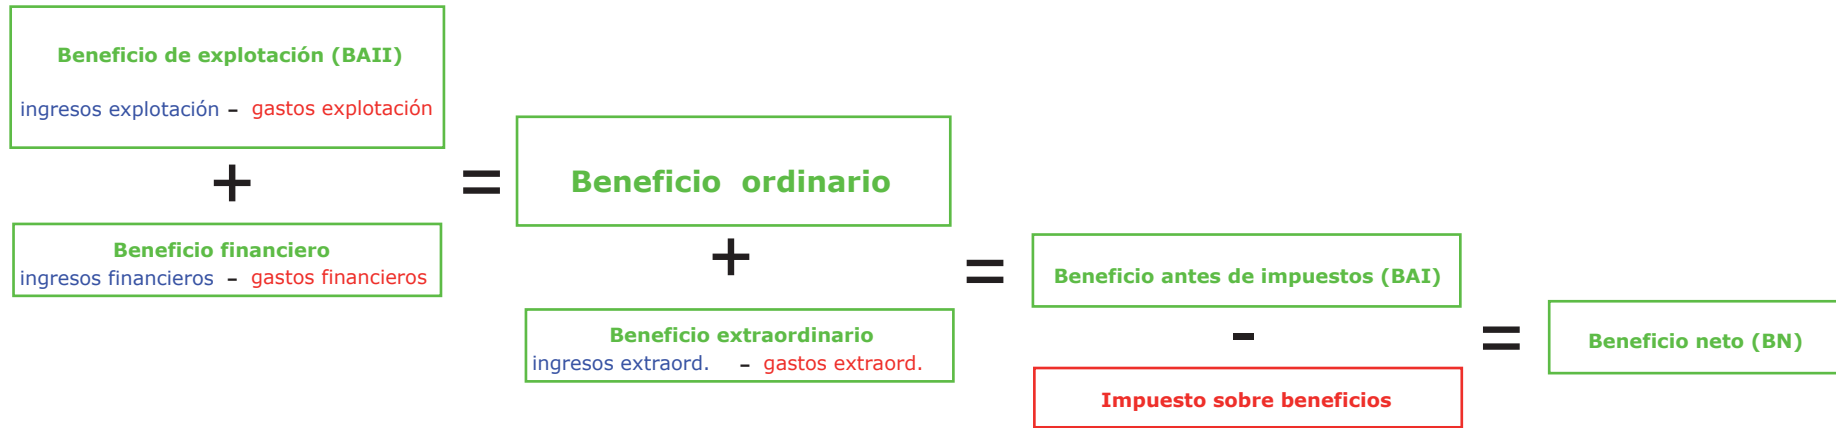 Beneficio de explotación (BAII)
ingresos explotación – gastos explotación
+
Beneficio financiero
ingresos financieros – gastos financieros
=
Beneficio ordinario
+
Beneficio extraordinario
ingresos extraord. – gastos extraord.
=
Beneficio antes de impuestos (BAI)
-
Impuesto sobre beneficios
=
Beneficio neto (BN)